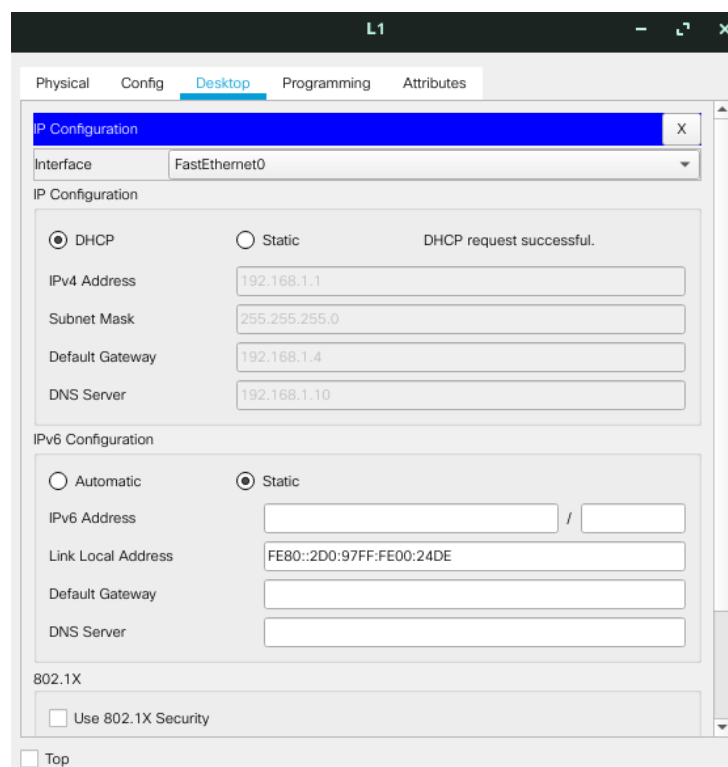 L1
Physical Config Desktop Programming Attributes
IP Configuration X
Interface FastEthernet0
IP Configuration
DHCP Static DHCP request successful.
IPv4 Address 192.168.1.1
Subnet Mask 255.255.255.0
Default Gateway 192.168.1.4
DNS Server 192.168.1.10
IPv6 Configuration
Automatic Static
IPv6 Address /
Link Local Address FE80::2D0:97FF:FE00:24DE
Default Gateway
DNS Server
802.1X
Use 802.1X Security
Top